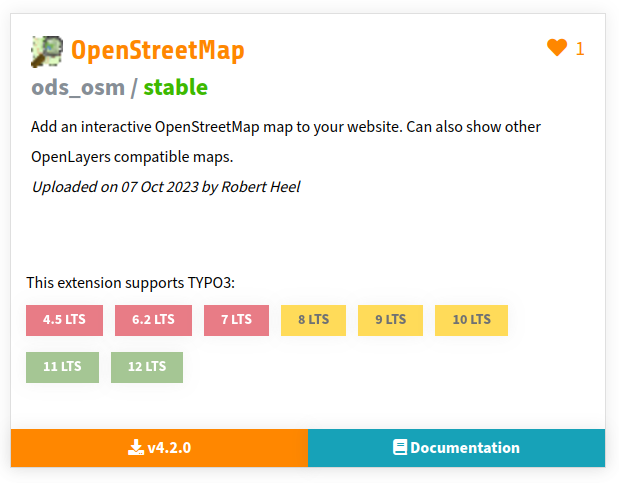 OpenStreetMap
1
ods_osm / stable
Add an interactive OpenStreetMap map to your website. Can also show other
OpenLayers compatible maps.
Uploaded on 07 Oct 2023 by Robert Heel
This extension supports TYPO3:
4.5 LTS 6.2 LTS 7 LTS 8 LTS 9 LTS 10 LTS
11 LTS 12 LTS
v4.2.0 Documentation